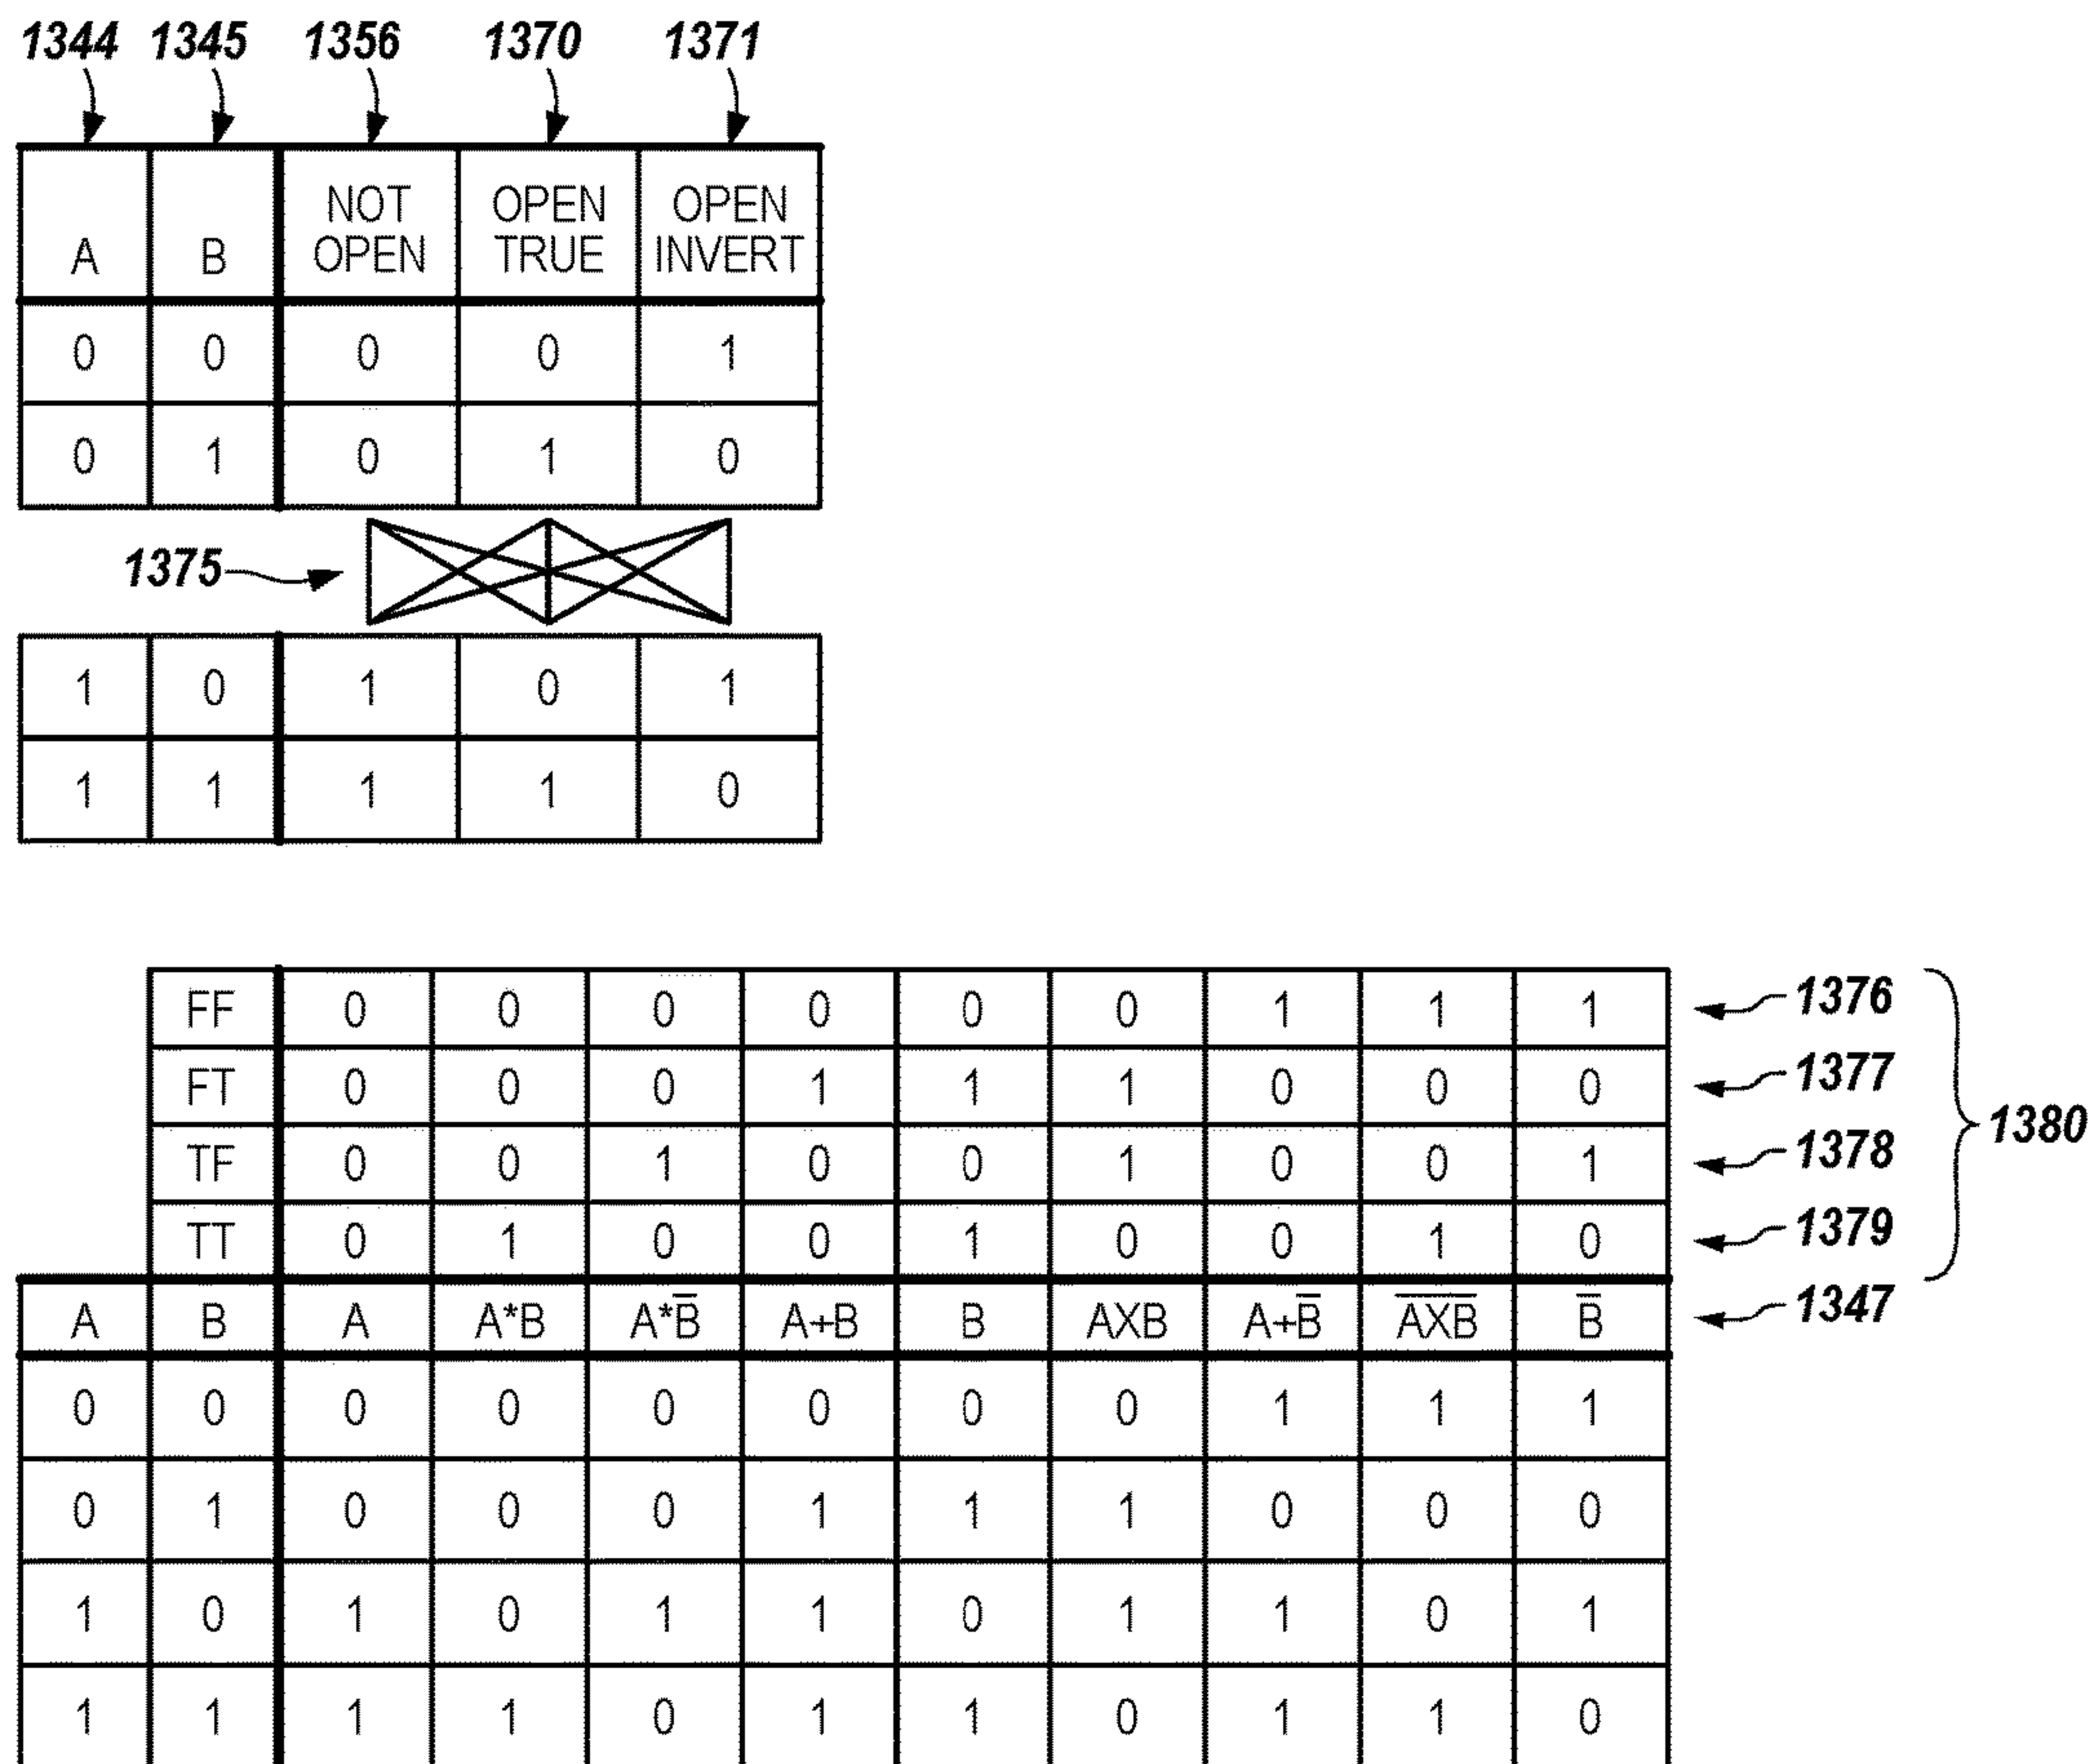 1344 1345 1356 1370 1371
A B NOT OPEN OPEN TRUE OPEN INVERT
0 0 0 0 1
0 1 0 1 0
1375
1 0 1 0 1
1 1 1 1 0
FF 0 0 0 0 0 0 1 1 1 1376
FT 0 0 0 1 1 1 0 0 0 1377
TF 0 0 1 0 0 1 0 0 1 1378
TT 0 1 0 0 1 0 0 1 0 1379
1380
A B A A*B A*B̅ A+B B AXB A+B̅ A̅X̅B̅ B̅ 1347
0 0 0 0 0 0 0 0 1 1 1
0 1 0 0 0 1 1 1 0 0 0
1 0 1 0 1 1 0 1 1 0 1
1 1 1 1 0 1 1 0 1 1 0